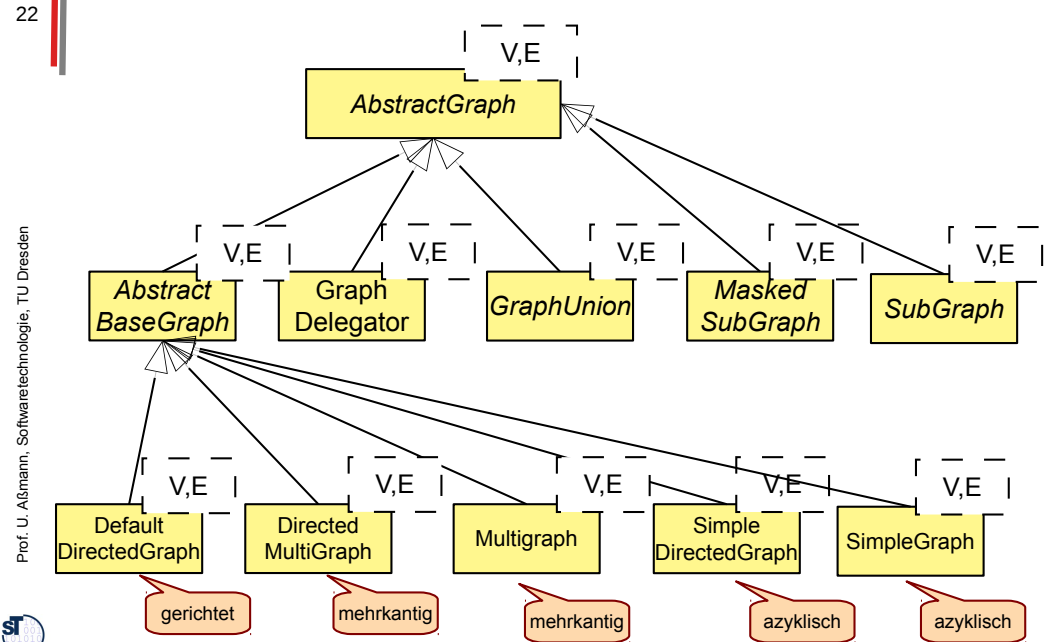 22
V,E
AbstractGraph
V,E
V,E
V,E
V,E
V,E
Abstract
BaseGraph
Graph
Delegator
GraphUnion
Masked
SubGraph
SubGraph
V,E
V,E
V,E
V,E
V,E
Default
DirectedGraph
Directed
MultiGraph
Multigraph
Simple
DirectedGraph
SimpleGraph
gerichtet
mehrkantig
mehrkantig
azyklisch
azyklisch
Prof. U. Aßmann, Softwaretechnologie, TU Dresden
ST